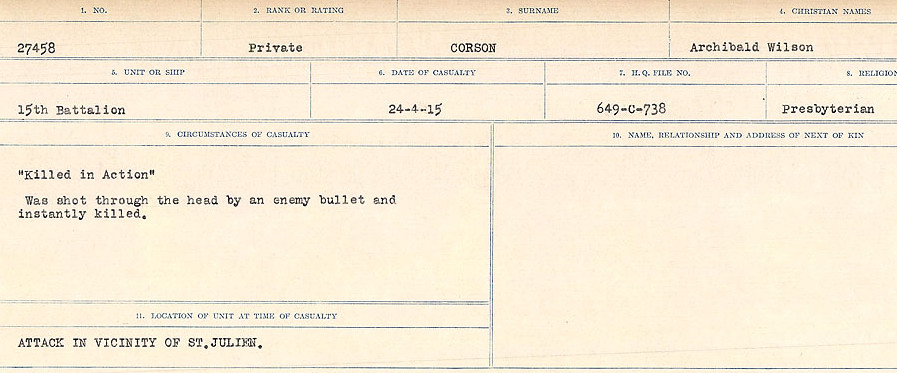 1. NO. 2. RANK OR RATING 3. SURNAME 4. CHRISTIAN NAMES
27458 Private CORSON Archibald Wilson
5. UNIT OR SHIP 6. DATE OF CASUALTY 7. H.Q. FILE NO. 8. RELIGION
15th Battalion 24-4-15 649-C-738 Presbyterian
9. CIRCUMSTANCES OF CASUALTY 10. NAME, RELATIONSHIP AND ADDRESS OF NEXT OF KIN
"Killed in Action"
Was shot through the head by an enemy bullet and
instantly killed.
11. LOCATION OF UNIT AT TIME OF CASUALTY
ATTACK IN VICINITY OF ST.JULIEN.